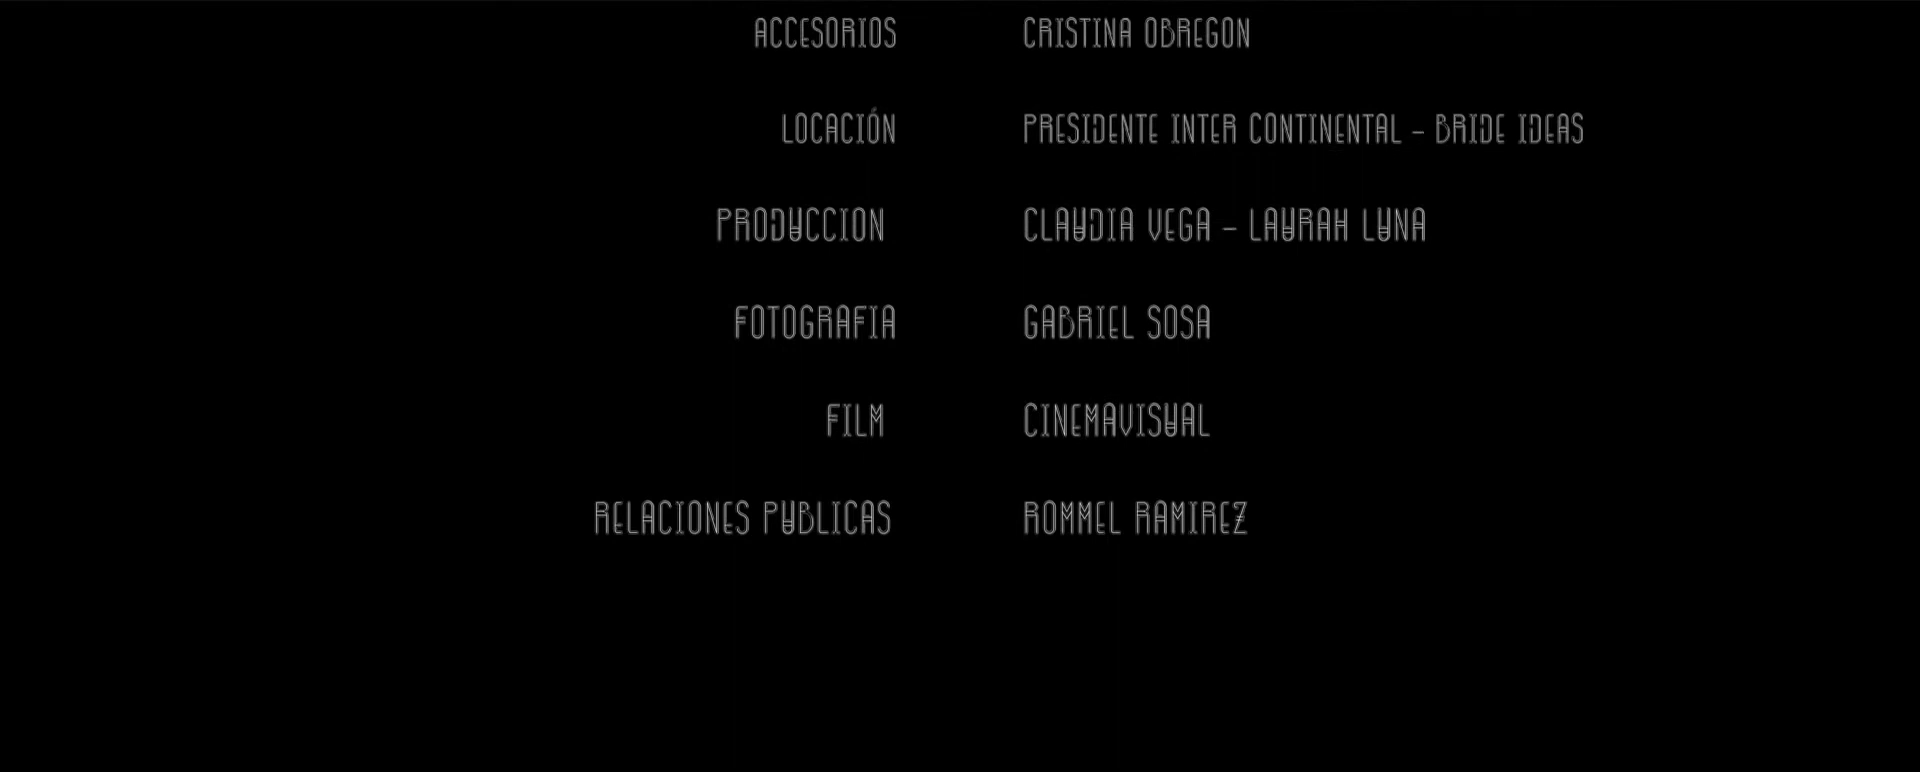 ACCESORIOS CRISTINA OBREGON
LOCACIÓN PRESIDENTE INTER CONTINENTAL – BRIDE IDEAS
PRODUCCION CLAUDIA VEGA – LAURAH LUNA
FOTOGRAFIA GABRIEL SOSA
FILM CINEMAVISUAL
RELACIONES PUBLICAS ROMMEL RAMIREZ